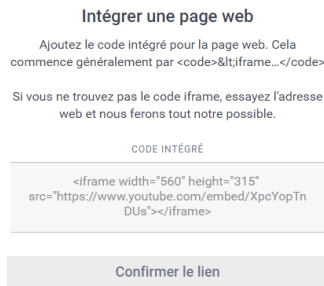 Intégrer une page web
Ajoutez le code intégré pour la page web. Cela
commence généralement par <code>&lt;iframe...</code>
Si vous ne trouvez pas le code iframe, essayez l'adresse
web et nous ferons tout notre possible.
CODE INTÉGRÉ
<iframe width="560" height="315"
src="https://www.youtube.com/embed/XpcYopTn
DUs"></iframe>
Confirmer le lien